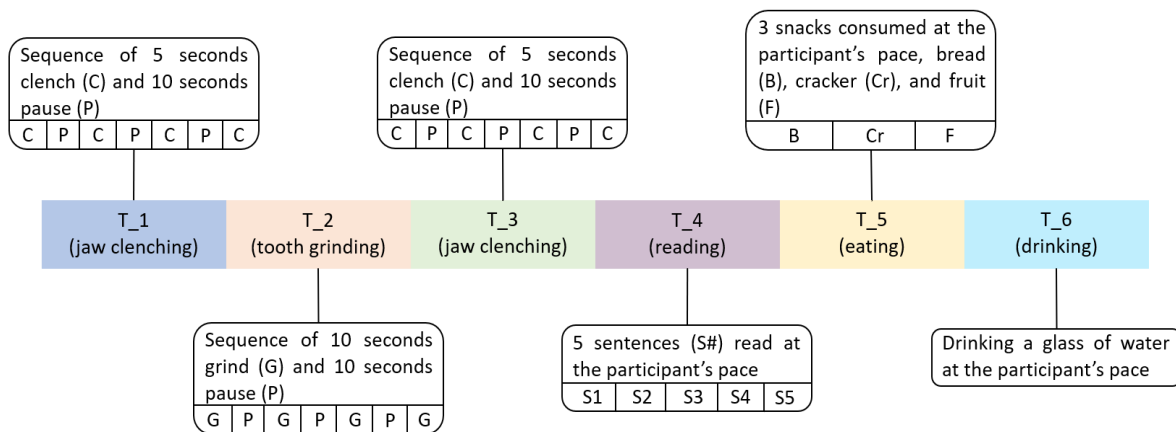 Sequence of 5 seconds
clench (C) and 10 seconds
pause (P)
C P C P C P C
Sequence of 5 seconds
clench (C) and 10 seconds
pause (P)
C P C P C P C
3 snacks consumed at the
participant's pace, bread
(B), cracker (Cr), and fruit
(F)
B Cr F
T_1
(jaw clenching)
T_2
(tooth grinding)
T_3
(jaw clenching)
T_4
(reading)
T_5
(eating)
T_6
(drinking)
Sequence of 10 seconds
grind (G) and 10 seconds
pause (P)
G P G P G P G
5 sentences (S#) read at
the participant's pace
S1 S2 S3 S4 S5
Drinking a glass of water
at the participant's pace